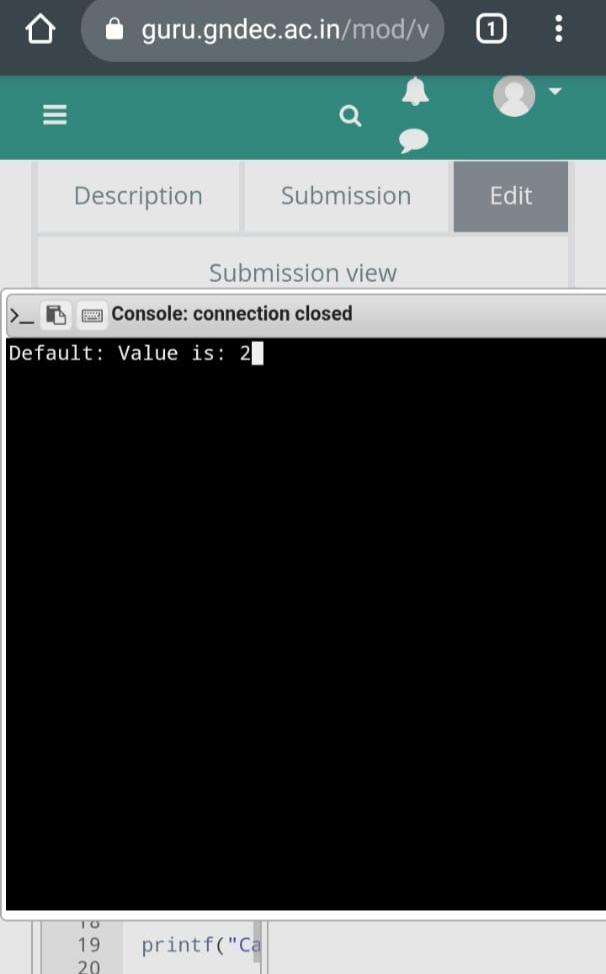 guru.gndec.ac.in/mod/v
1
Description
Submission
Edit
Submission view
>_
Console: connection closed
Default: Value is: 2
18
19 printf("Ca
20